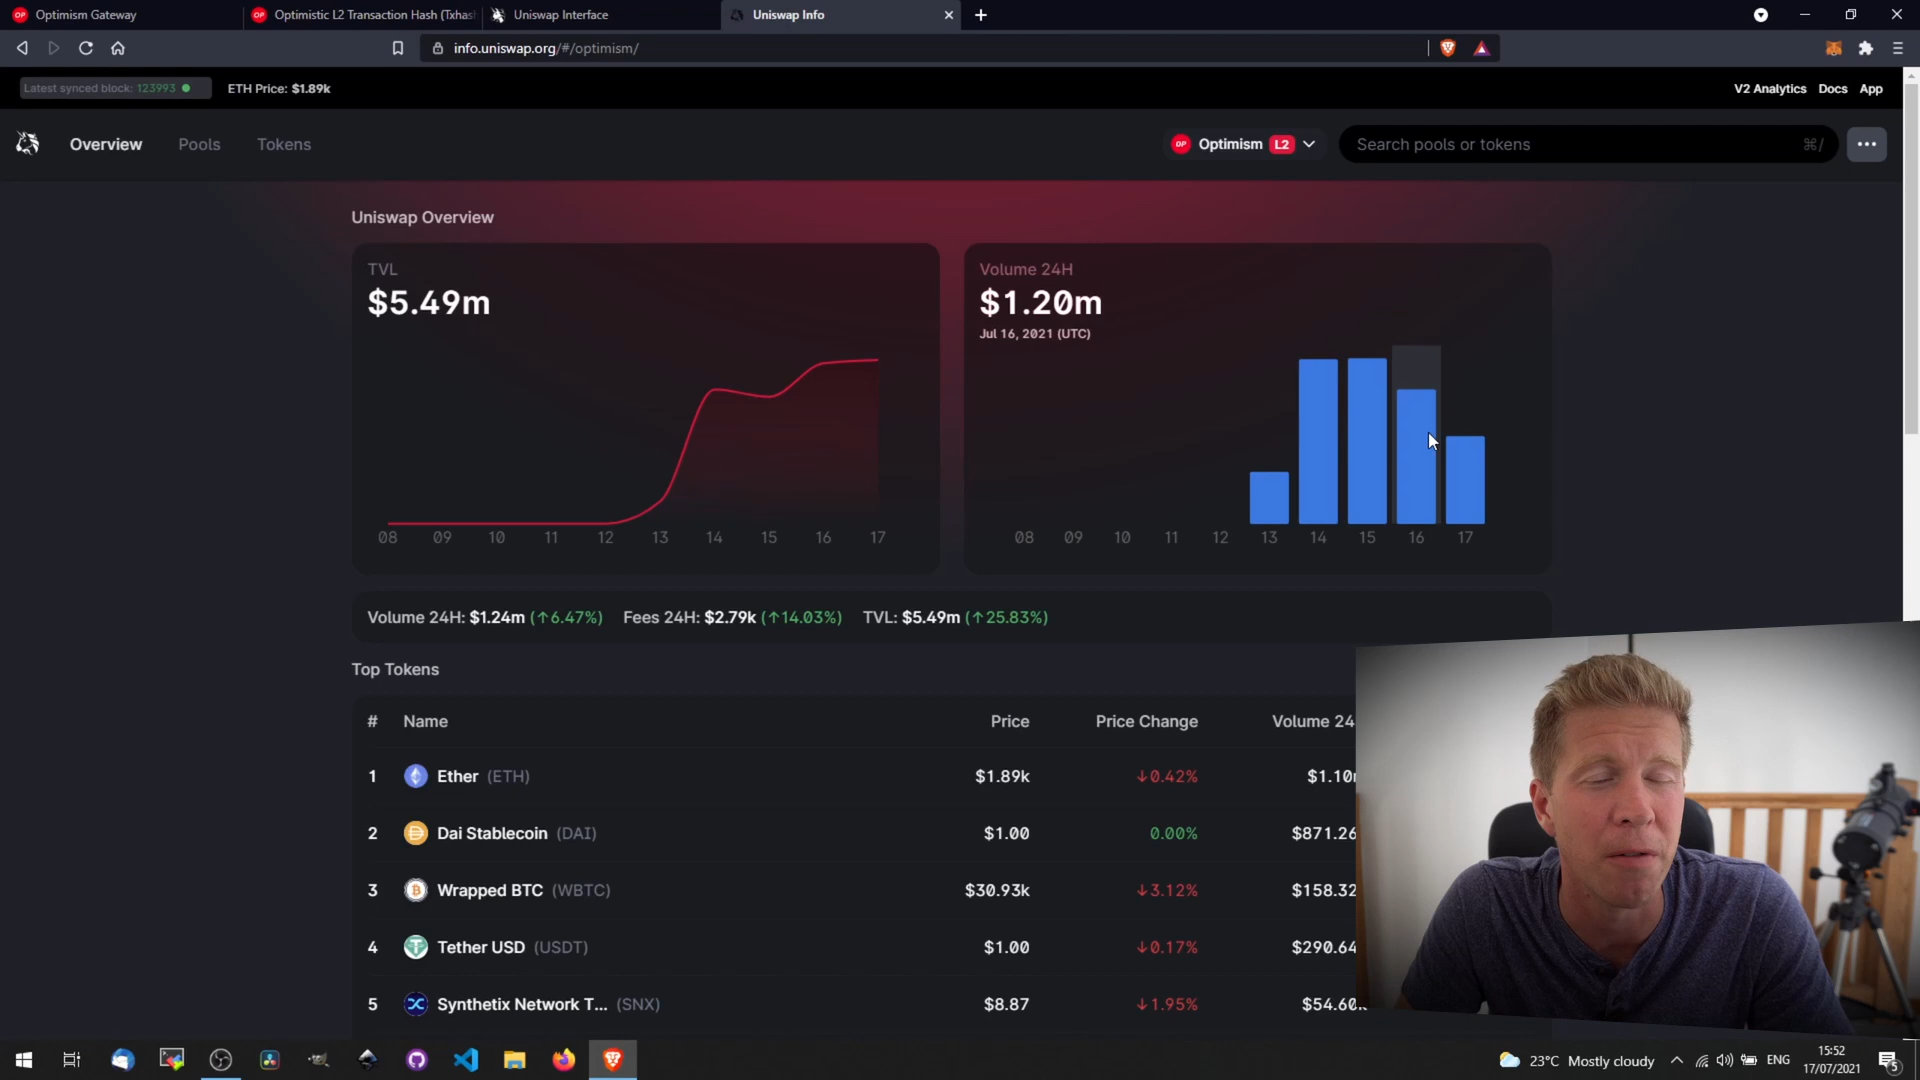 Optimism Gateway
Optimistic L2 Transaction Hash (Txhas
Uniswap Interface
Uniswap Info
info.uniswap.org/#/optimism/
Latest synced block: 123993
ETH Price: $1.89k
V2 Analytics Docs App
Overview Pools Tokens
OP Optimism L2
Search pools or tokens ⌘/
Uniswap Overview
TVL
$5.49m
08 09 10 11 12 13 14 15 16 17
Volume 24H
$1.20m
Jul 16, 2021 (UTC)
08 09 10 11 12 13 14 15 16 17
Volume 24H: $1.24m (↑6.47%) Fees 24H: $2.79k (↑14.03%) TVL: $5.49m (↑25.83%)
Top Tokens
# Name Price Price Change Volume 24
1 Ether (ETH) $1.89k ↓0.42% $1.10
2 Dai Stablecoin (DAI) $1.00 0.00% $871.26
3 Wrapped BTC (WBTC) $30.93k ↓3.12% $158.32
4 Tether USD (USDT) $1.00 ↓0.17% $290.64
5 Synthetix Network T... (SNX) $8.87 ↓1.95% $54.60
23°C Mostly cloudy
ENG
15:52
17/07/2021
5